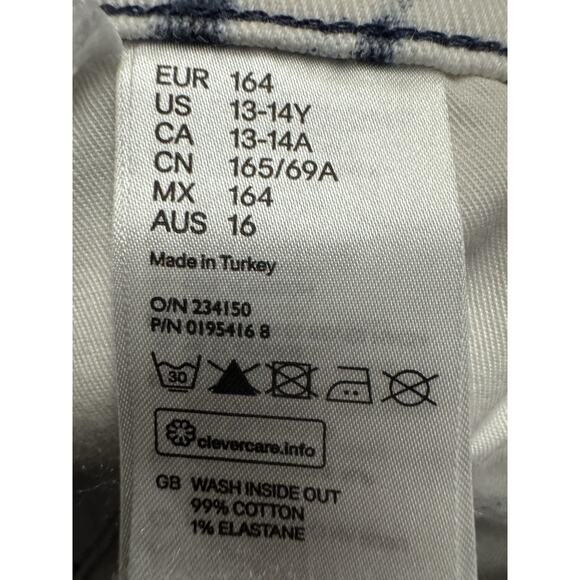 EUR 164
US 13-14Y
CA 13-14A
CN 165/69A
MX 164
AUS 16
Made in Turkey
O/N 234150
P/N 0195416 8
30
clevercare.info
GB WASH INSIDE OUT
99% COTTON
1% ELASTANE